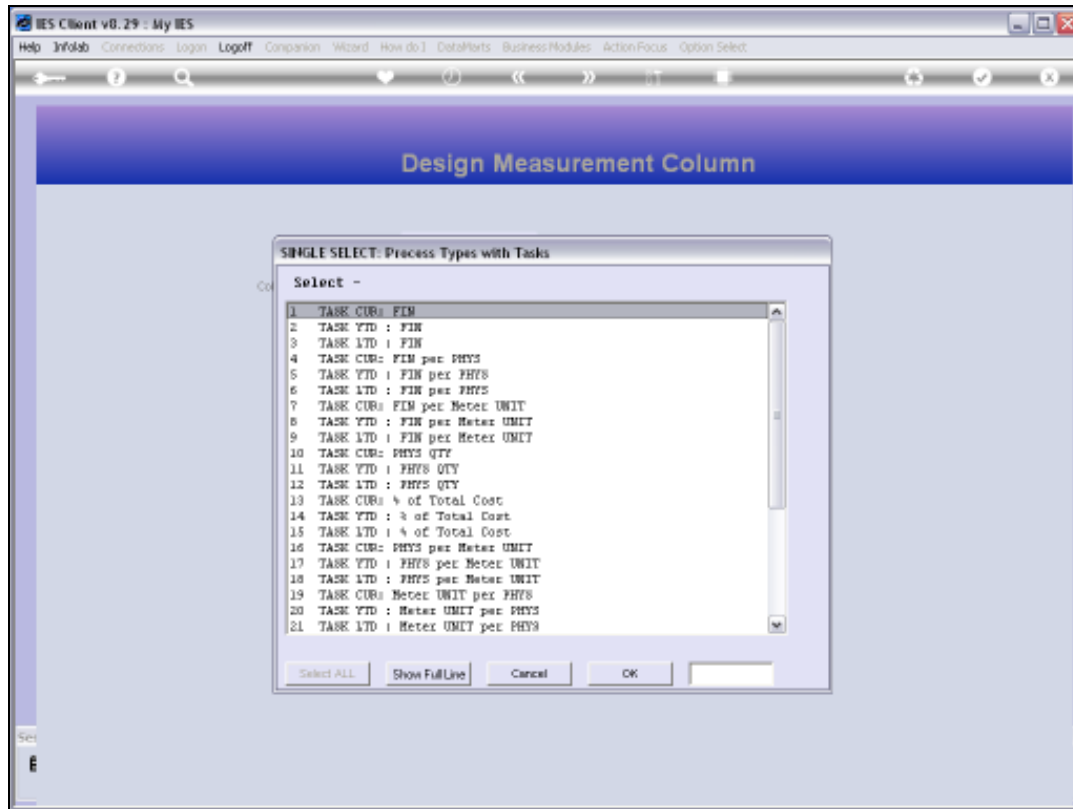 IES Client v8.29 : My IES
Help Infolab Connections Logon Logoff Companion Wizard How do I DataMarts Business Modules Action Focus Option Select
Design Measurement Column
SINGLE SELECT: Process Types with Tasks
Select -
1 TASK CUR: FIN
2 TASK YTD : FIN
3 TASK LTD : FIN
4 TASK CUR: FIN per PHYS
5 TASK YTD : FIN per PHYS
6 TASK LTD : FIN per PHYS
7 TASK CUR: FIN per Meter UNIT
8 TASK YTD : FIN per Meter UNIT
9 TASK LTD : FIN per Meter UNIT
10 TASK CUR: PHYS QTY
11 TASK YTD : PHYS QTY
12 TASK LTD : PHYS QTY
13 TASK CUR: % of Total Cost
14 TASK YTD : % of Total Cost
15 TASK LTD : % of Total Cost
16 TASK CUR: PHYS per Meter UNIT
17 TASK YTD : PHYS per Meter UNIT
18 TASK LTD : PHYS per Meter UNIT
19 TASK CUR: Meter UNIT per PHYS
20 TASK YTD : Meter UNIT per PHYS
21 TASK LTD : Meter UNIT per PHYS
Select ALL Show Full Line Cancel OK